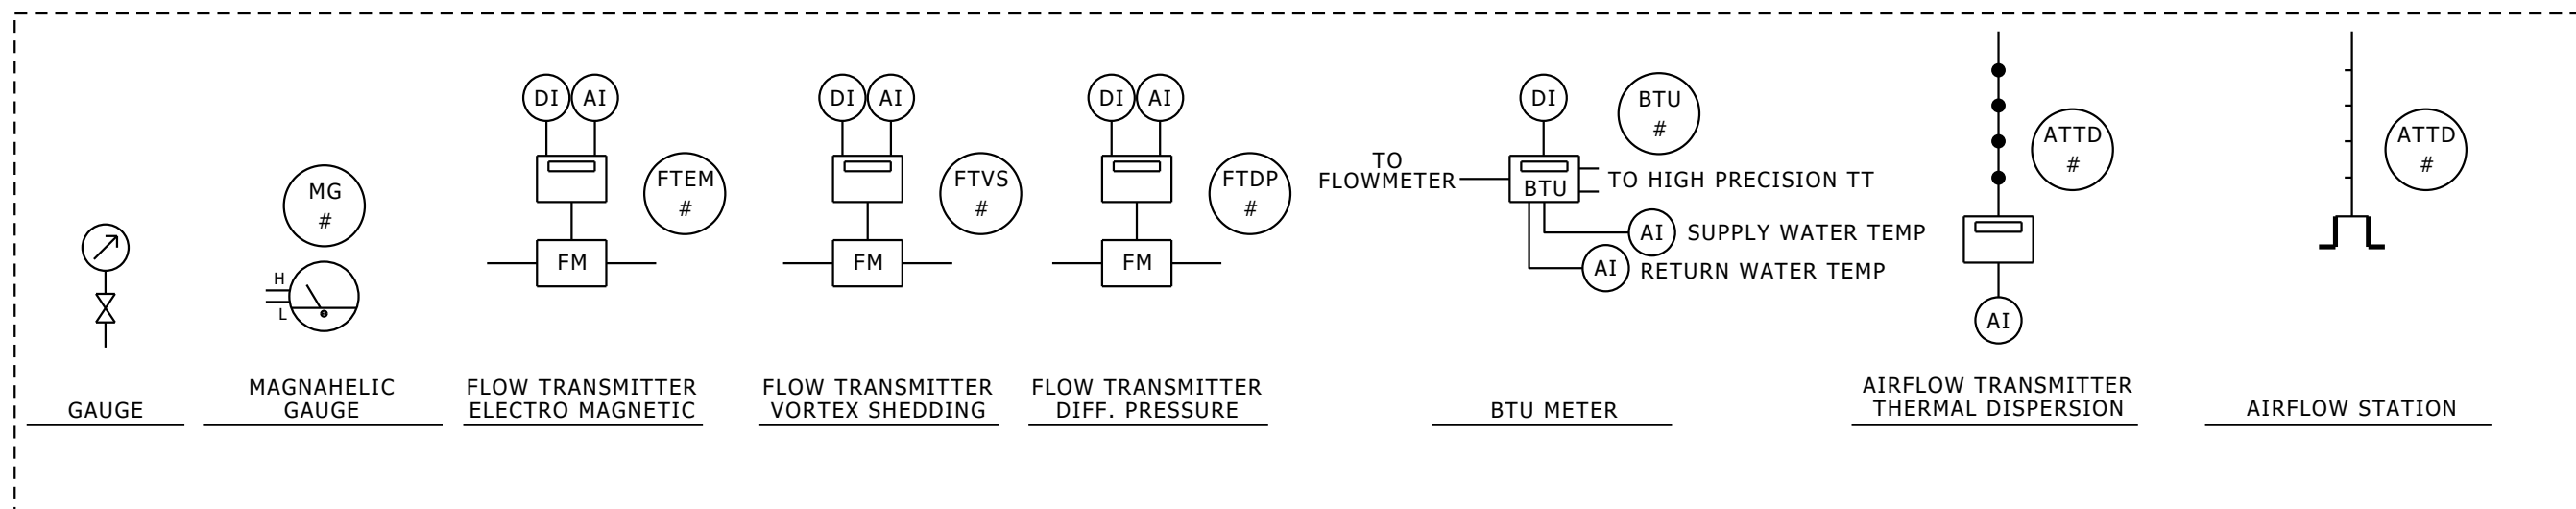 GAUGE
MG
#
H
L
MAGNAHELIC
GAUGE
DI AI
FTEM
#
FM
FLOW TRANSMITTER
ELECTRO MAGNETIC
DI AI
FTVS
#
FM
FLOW TRANSMITTER
VORTEX SHEDDING
DI AI
FTDP
#
FM
FLOW TRANSMITTER
DIFF. PRESSURE
DI
BTU
#
TO
FLOWMETER
BTU
TO HIGH PRECISION TT
AI SUPPLY WATER TEMP
AI RETURN WATER TEMP
BTU METER
ATTD
#
AI
AIRFLOW TRANSMITTER
THERMAL DISPERSION
ATTD
#
AIRFLOW STATION